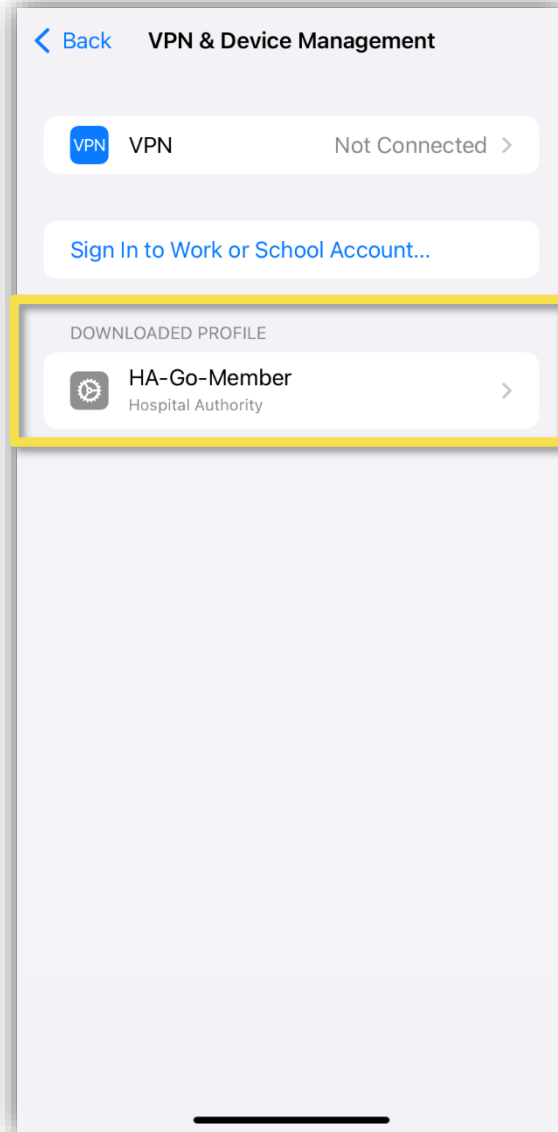 Back VPN & Device Management
VPN VPN Not Connected
Sign In to Work or School Account...
DOWNLOADED PROFILE
HA-Go-Member
Hospital Authority